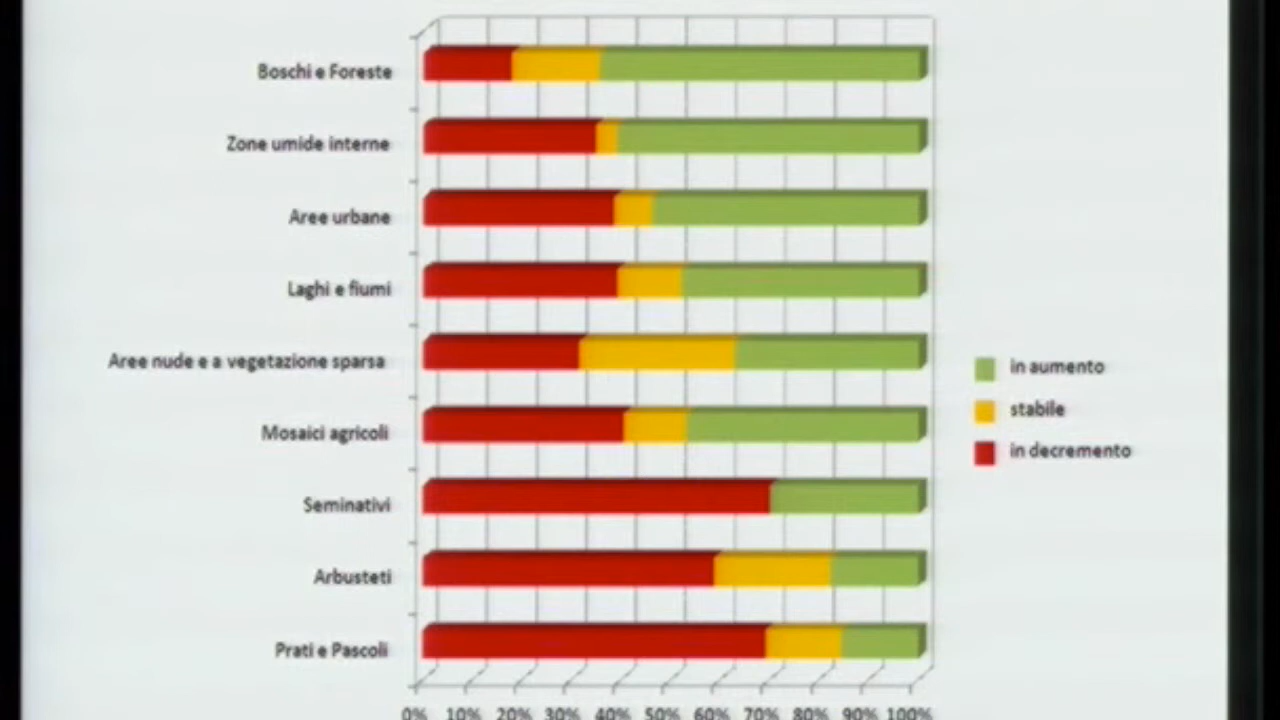 Boschi e Foreste
Zone umide interne
Aree urbane
Laghi e fiumi
Aree nude e a vegetazione sparsa
Mosaici agricoli
Seminativi
Arbusteti
Prati e Pascoli
in aumento
stabile
in decremento
0% 10% 20% 30% 40% 50% 60% 70% 80% 90% 100%